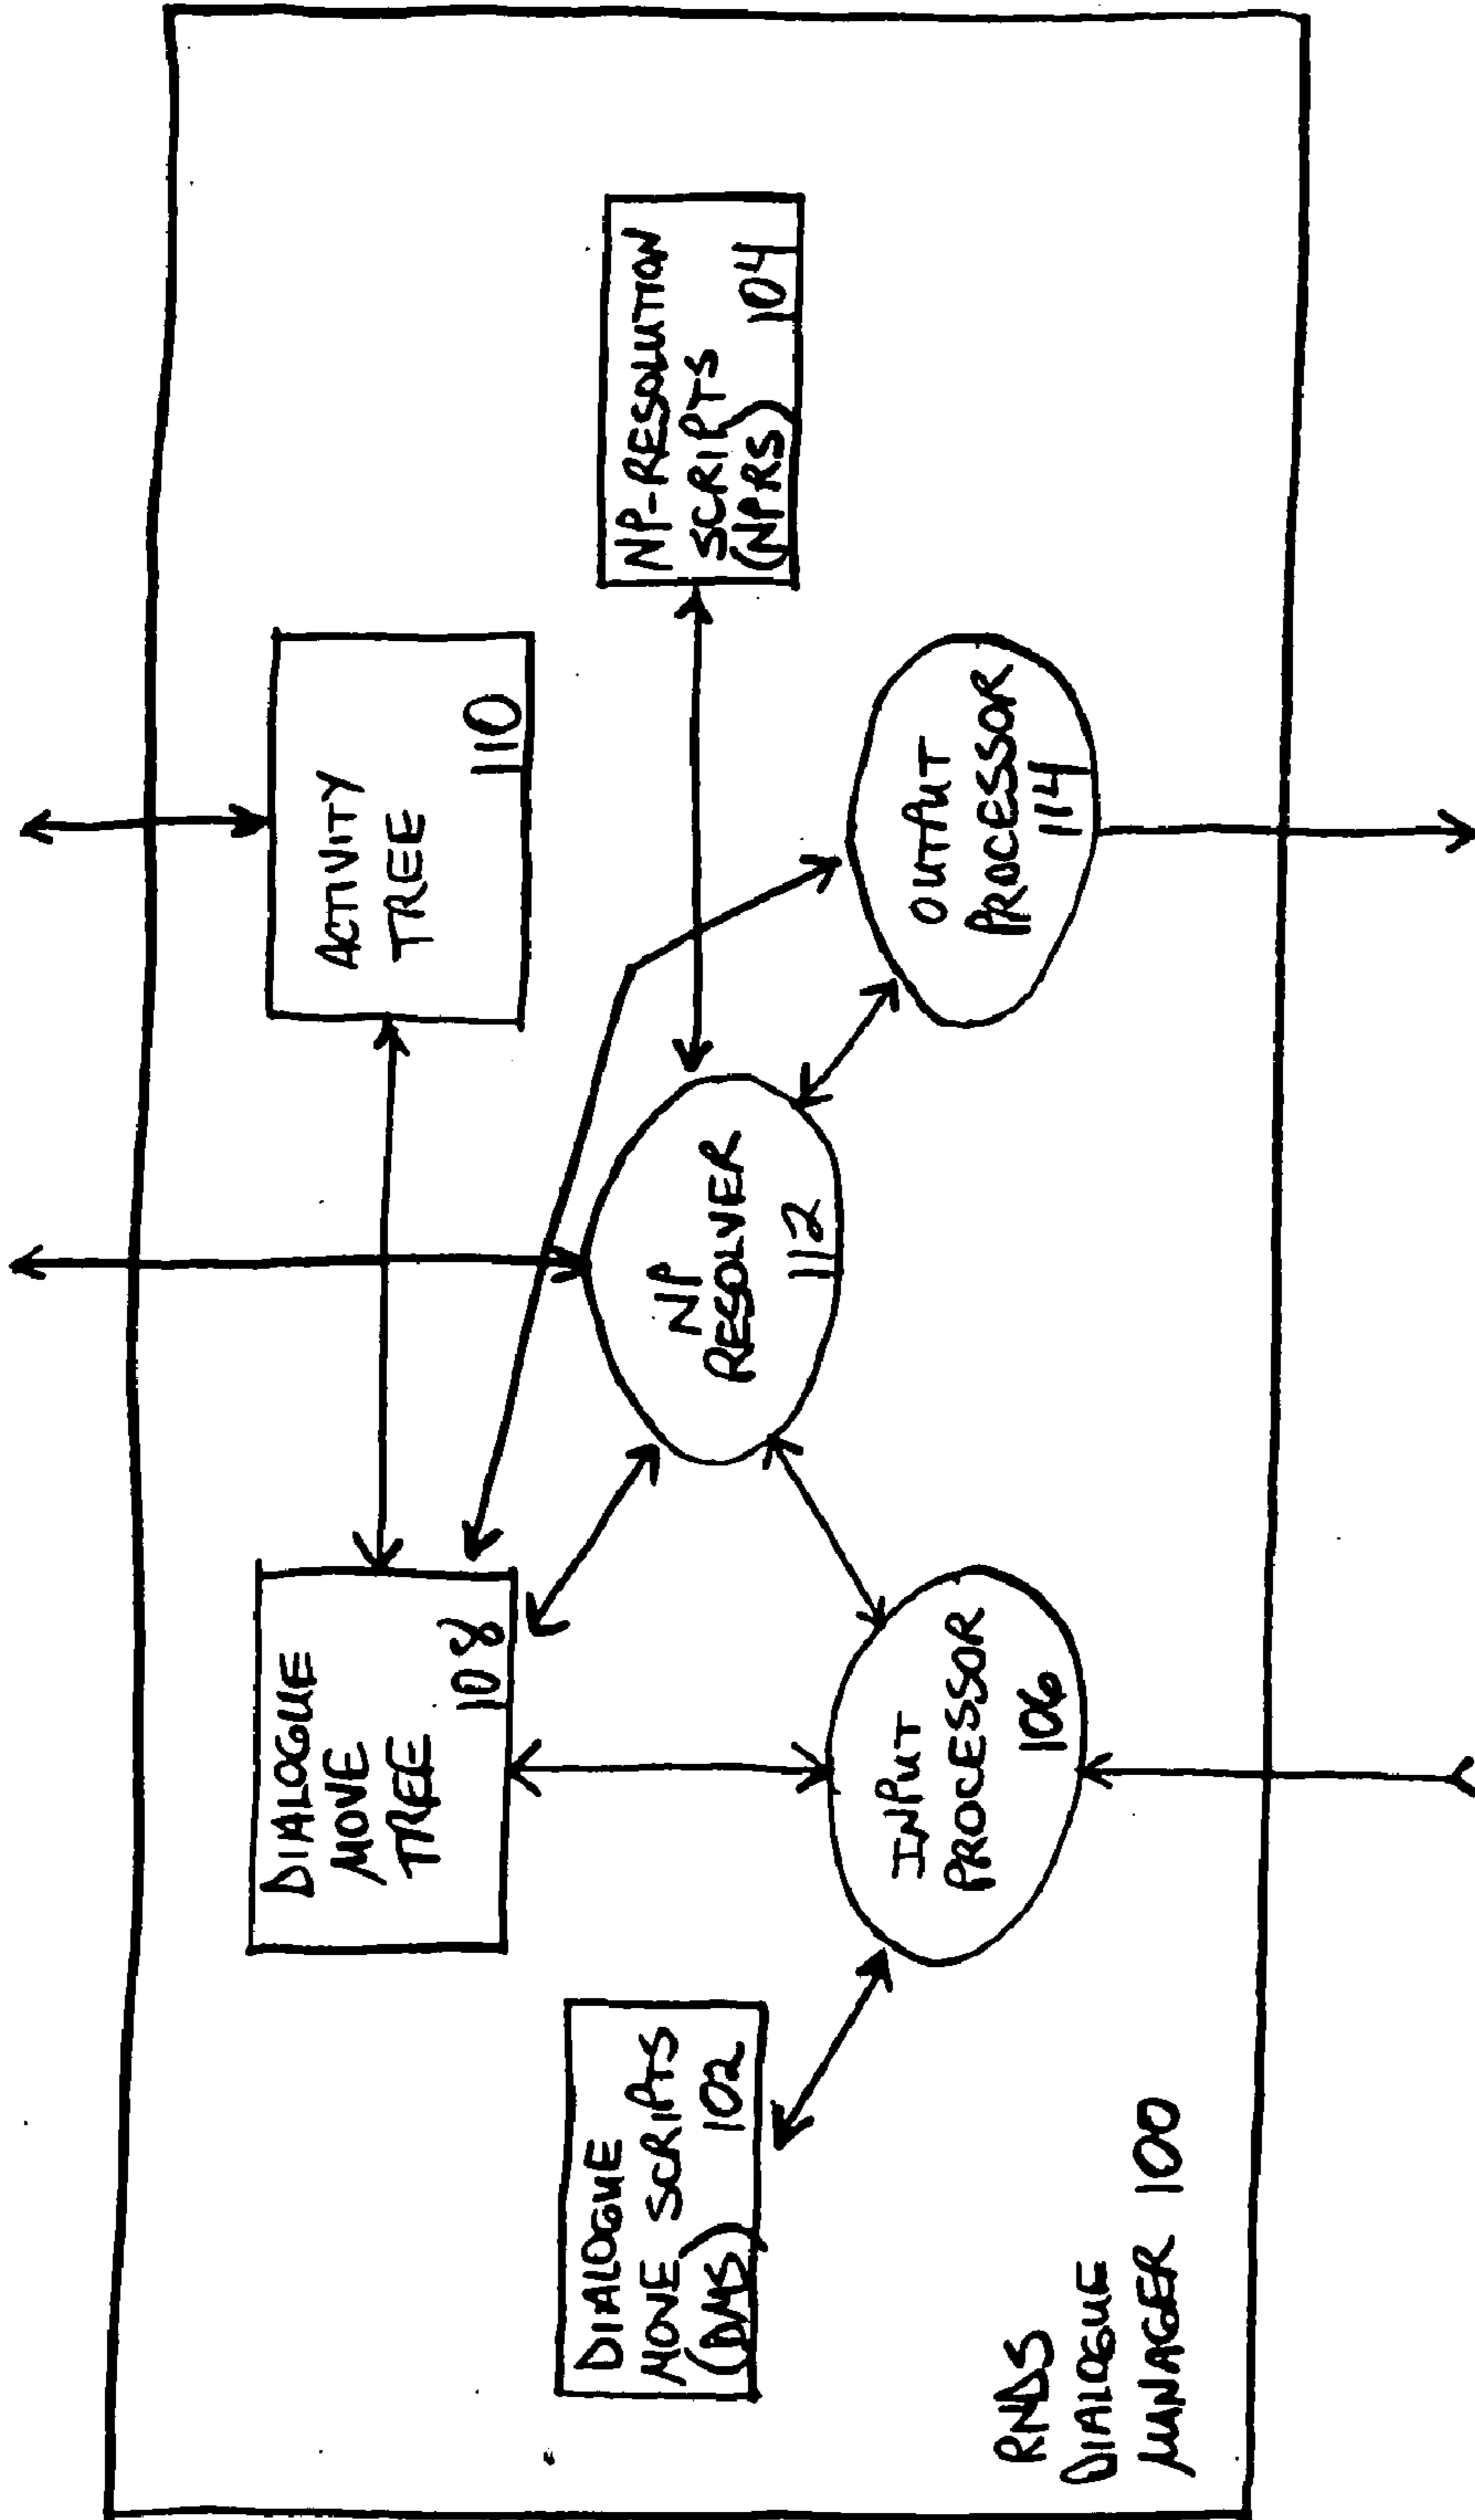 DIALOGUE
MOVE
TREE
108
ACTIVITY
TREE
110
DIALOGUE
MOVE SCRIPTS
(DMS) 102
NP
RESOLVER
112
NP-RESOLUTION
SCRIPTS
(NPRS) 104
INPUT
PROCESSOR
106
OUTPUT
PROCESSOR
114
RNS
DIALOGUE
MANAGER 100